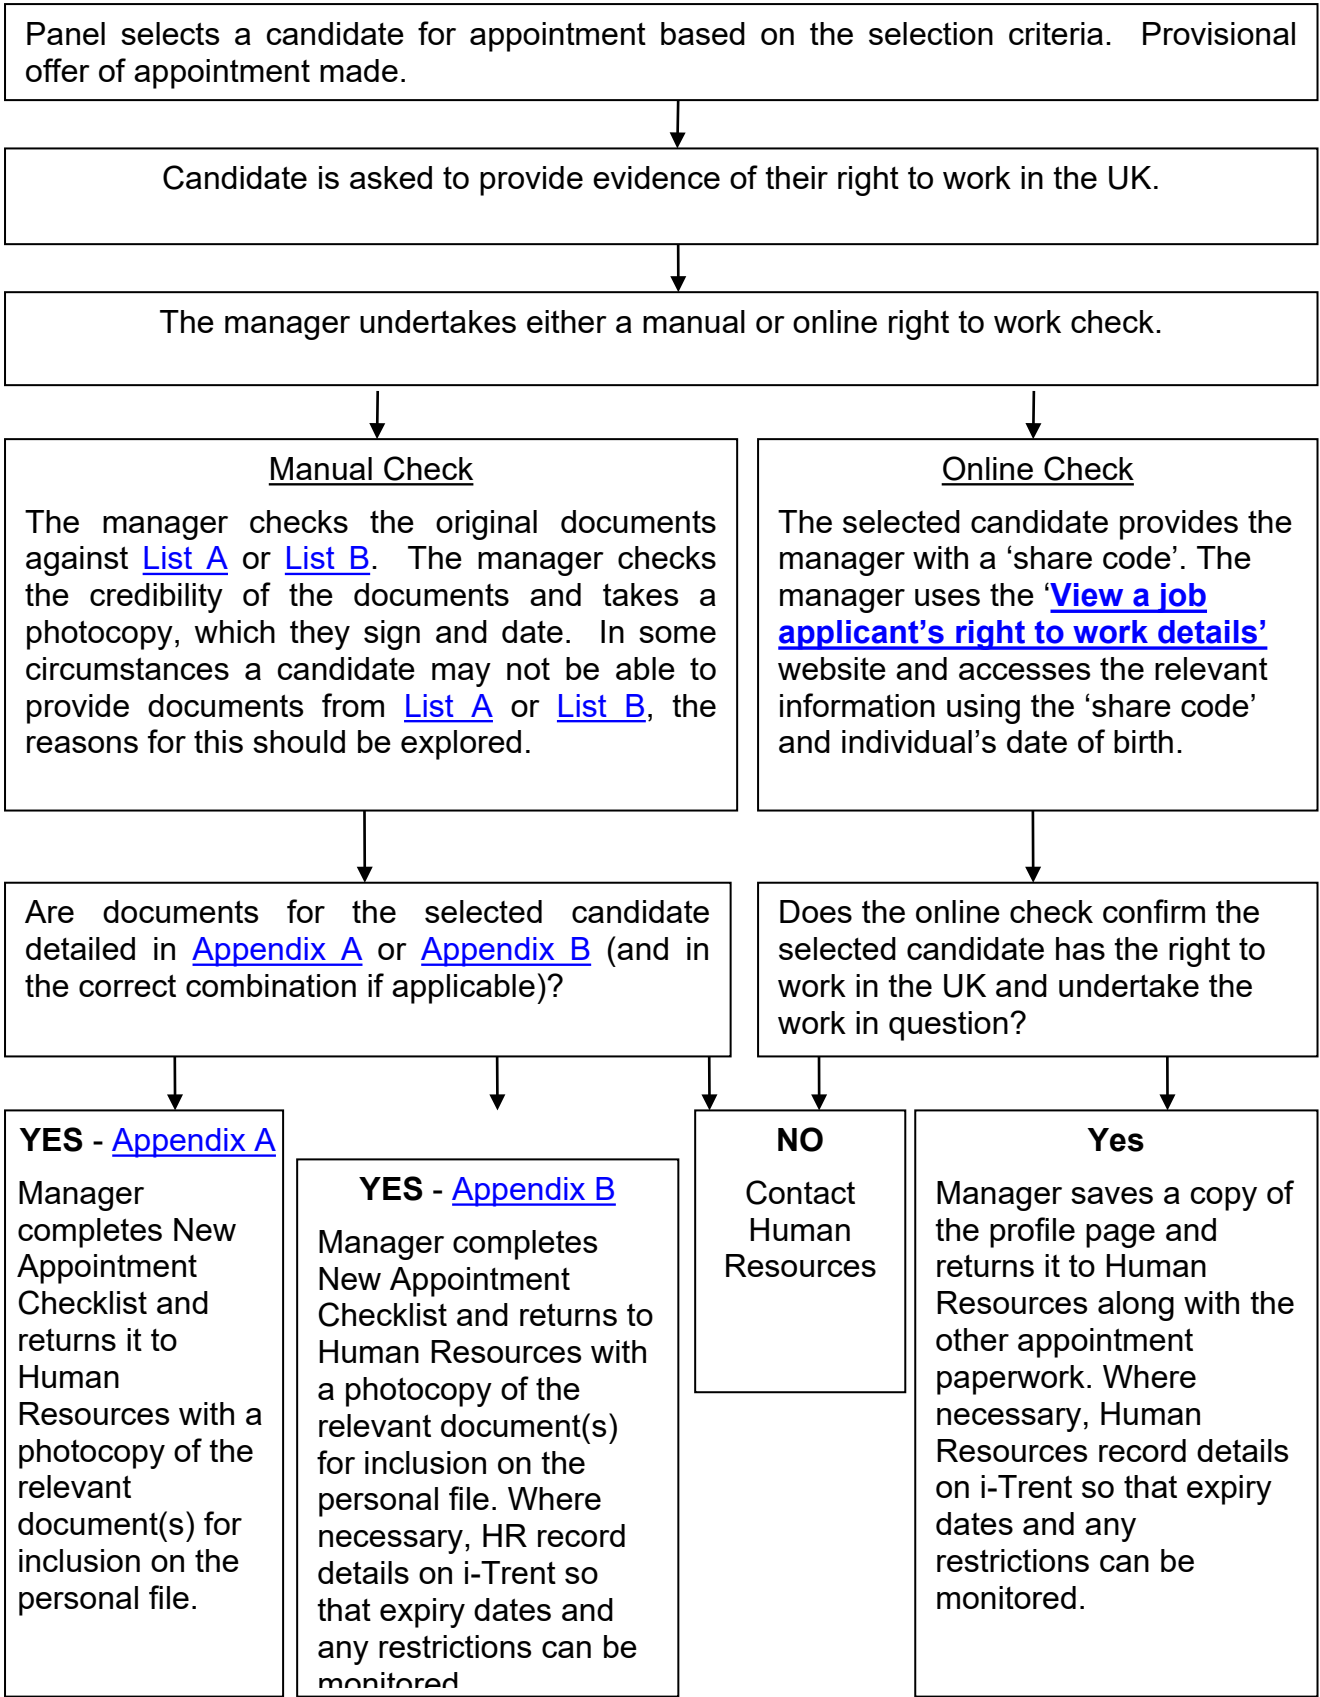 Panel selects a candidate for appointment based on the selection criteria. Provisional
offer of appointment made.
Candidate is asked to provide evidence of their right to work in the UK.
The manager undertakes either a manual or online right to work check.
Manual Check
The manager checks the original documents
against List A or List B. The manager checks
the credibility of the documents and takes a
photocopy, which they sign and date. In some
circumstances a candidate may not be able to
provide documents from List A or List B, the
reasons for this should be explored.
Online Check
The selected candidate provides the
manager with a ‘share code’. The
manager uses the ‘View a job
applicant’s right to work details’
website and accesses the relevant
information using the ‘share code’
and individual’s date of birth.
Are documents for the selected candidate
detailed in Appendix A or Appendix B (and in
the correct combination if applicable)?
Does the online check confirm the
selected candidate has the right to
work in the UK and undertake the
work in question?
YES - Appendix A
Manager
completes New
Appointment
Checklist and
returns it to
Human
Resources with a
photocopy of the
relevant
document(s) for
inclusion on the
personal file.
YES - Appendix B
Manager completes
New Appointment
Checklist and returns to
Human Resources with
a photocopy of the
relevant document(s)
for inclusion on the
personal file. Where
necessary, HR record
details on i-Trent so
that expiry dates and
any restrictions can be
monitored
NO
Contact
Human
Resources
Yes
Manager saves a copy of
the profile page and
returns it to Human
Resources along with the
other appointment
paperwork. Where
necessary, Human
Resources record details
on i-Trent so that expiry
dates and any
restrictions can be
monitored.